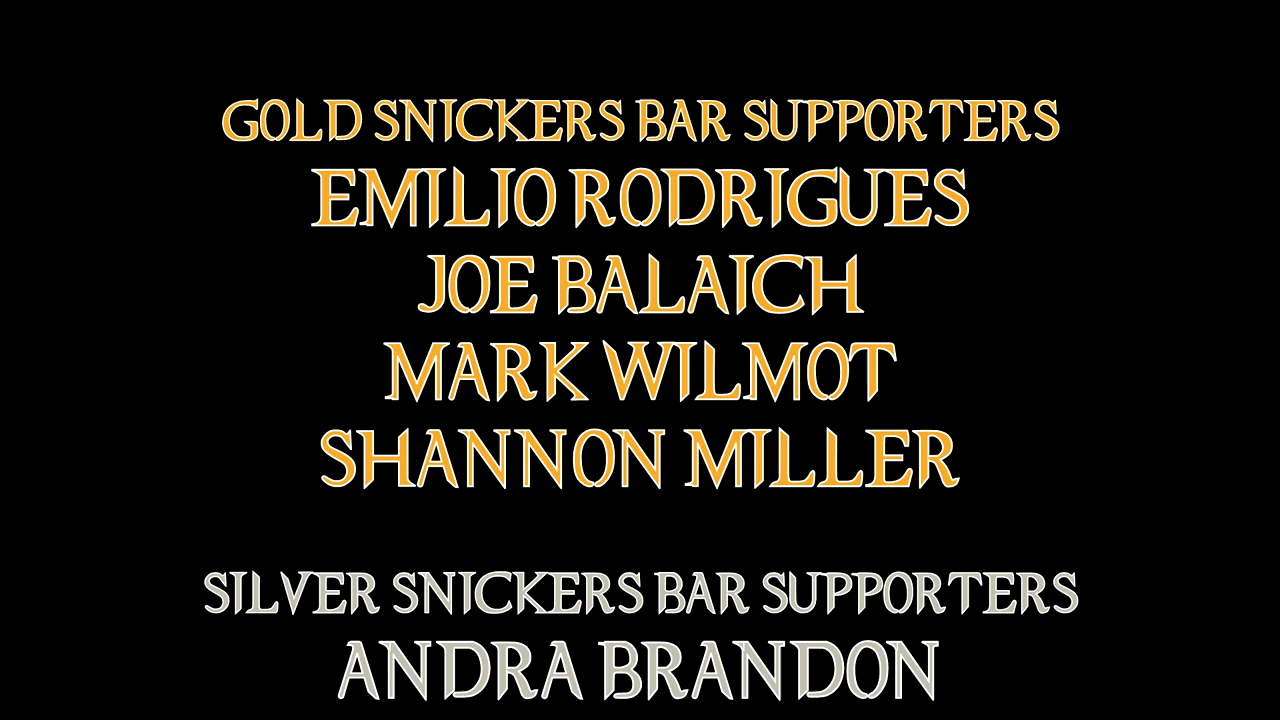 GOLD SNICKERS BAR SUPPORTERS
EMILIO RODRIGUES
JOE BALAICH
MARK WILMOT
SHANNON MILLER
SILVER SNICKERS BAR SUPPORTERS
ANDRA BRANDON